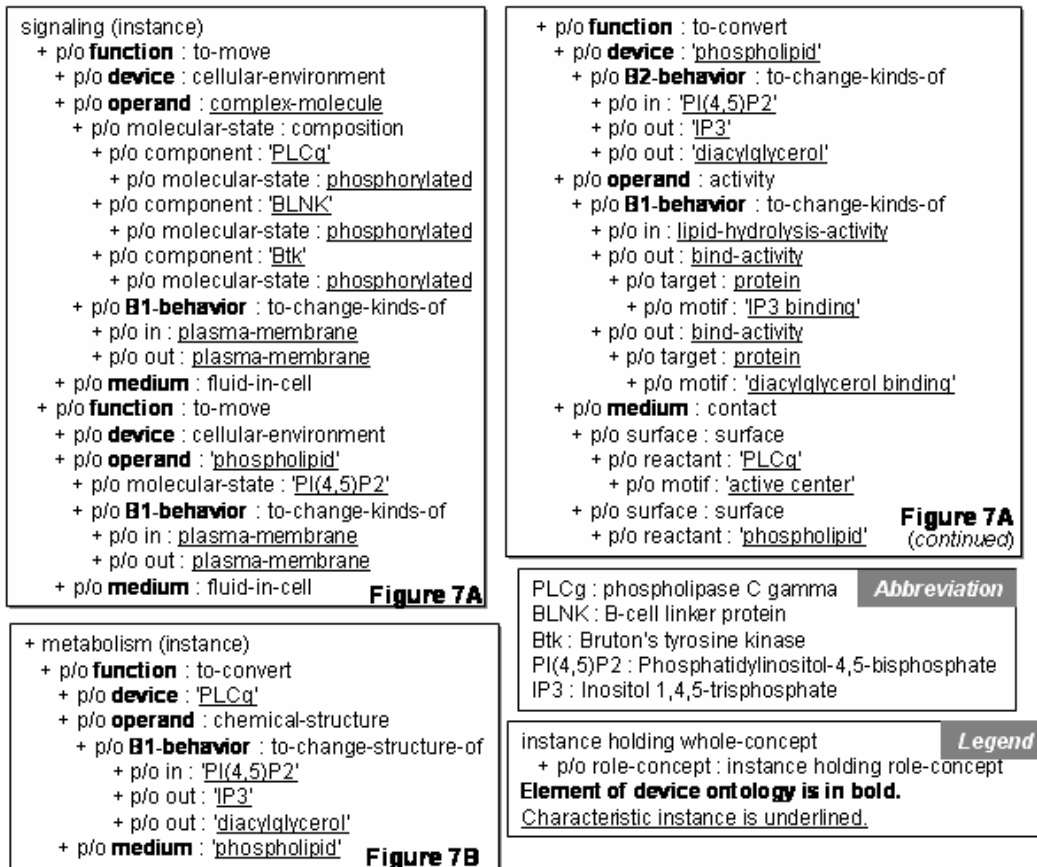 signaling (instance)
+ p/o function : to-move
+ p/o device : cellular-environment
+ p/o operand : complex-molecule
+ p/o molecular-state : composition
+ p/o component : 'PLCg'
+ p/o molecular-state : phosphorylated
+ p/o component : 'BLNK'
+ p/o molecular-state : phosphorylated
+ p/o component : 'Btk'
+ p/o molecular-state : phosphorylated
+ p/o B1-behavior : to-change-kinds-of
+ p/o in : plasma-membrane
+ p/o out : plasma-membrane
+ p/o medium : fluid-in-cell
+ p/o function : to-move
+ p/o device : cellular-environment
+ p/o operand : 'phospholipid'
+ p/o molecular-state : 'PI(4,5)P2'
+ p/o B1-behavior : to-change-kinds-of
+ p/o in : plasma-membrane
+ p/o out : plasma-membrane
+ p/o medium : fluid-in-cell
Figure 7A
+ p/o function : to-convert
+ p/o device : 'phospholipid'
+ p/o B2-behavior : to-change-kinds-of
+ p/o in : 'PI(4,5)P2'
+ p/o out : 'IP3'
+ p/o out : 'diacylglycerol'
+ p/o operand : activity
+ p/o B1-behavior : to-change-kinds-of
+ p/o in : lipid-hydrolysis-activity
+ p/o out : bind-activity
+ p/o target : protein
+ p/o motif : 'IP3 binding'
+ p/o out : bind-activity
+ p/o target : protein
+ p/o motif : 'diacylglycerol binding'
+ p/o medium : contact
+ p/o surface : surface
+ p/o reactant : 'PLCg'
+ p/o motif : 'active center'
+ p/o surface : surface
+ p/o reactant : 'phospholipid'
Figure 7A
(continued)
+ metabolism (instance)
+ p/o function : to-convert
+ p/o device : 'PLCg'
+ p/o operand : chemical-structure
+ p/o B1-behavior : to-change-structure-of
+ p/o in : 'PI(4,5)P2'
+ p/o out : 'IP3'
+ p/o out : 'diacylglycerol'
+ p/o medium : 'phospholipid'
Figure 7B
Abbreviation
PLCg : phospholipase C gamma
BLNK : B-cell linker protein
Btk : Bruton's tyrosine kinase
PI(4,5)P2 : Phosphatidylinositol-4,5-bisphosphate
IP3 : Inositol 1,4,5-trisphosphate
Legend
instance holding whole-concept
+ p/o role-concept : instance holding role-concept
Element of device ontology is in bold.
Characteristic instance is underlined.